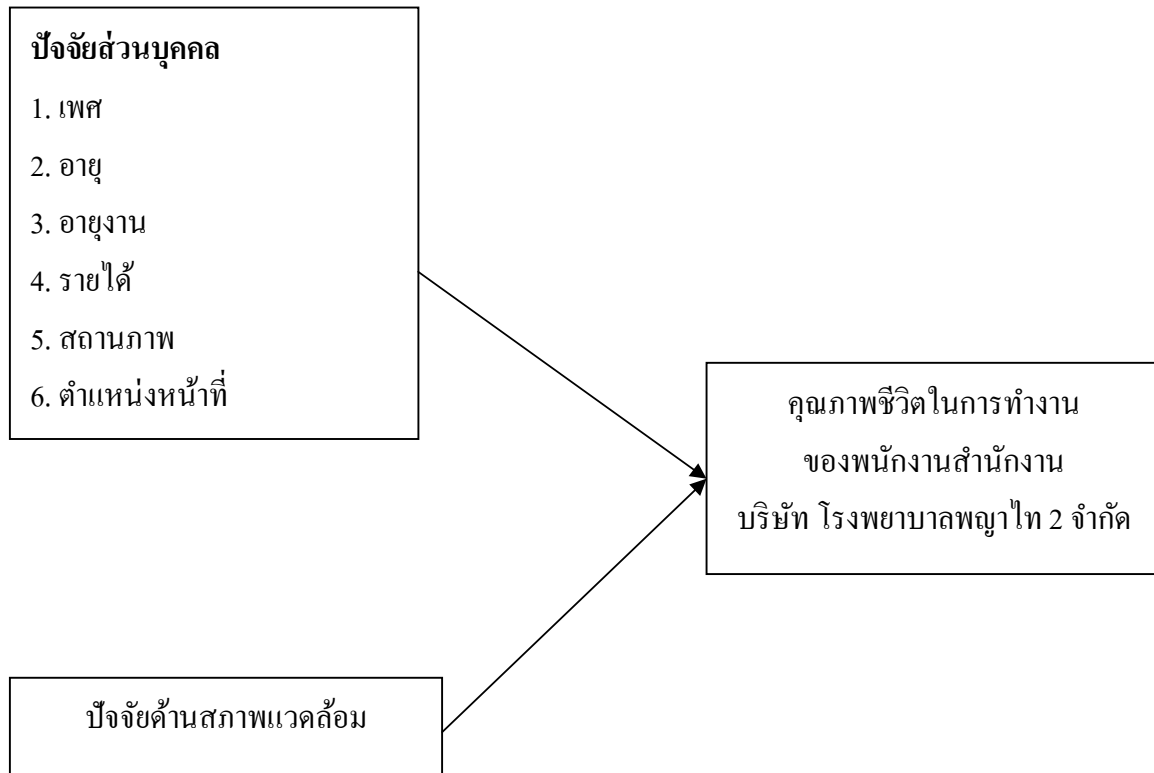 ปัจจัยส่วนบุคคล
1. เพศ
2. อายุ
3. อายุงาน
4. รายได้
5. สถานภาพ
6. ตำแหน่งหน้าที่
คุณภาพชีวิตในการทำงาน
ของพนักงานสำนักงาน
บริษัท โรงพยาบาลพญาไท 2 จำกัด
ปัจจัยด้านสภาพแวดล้อม